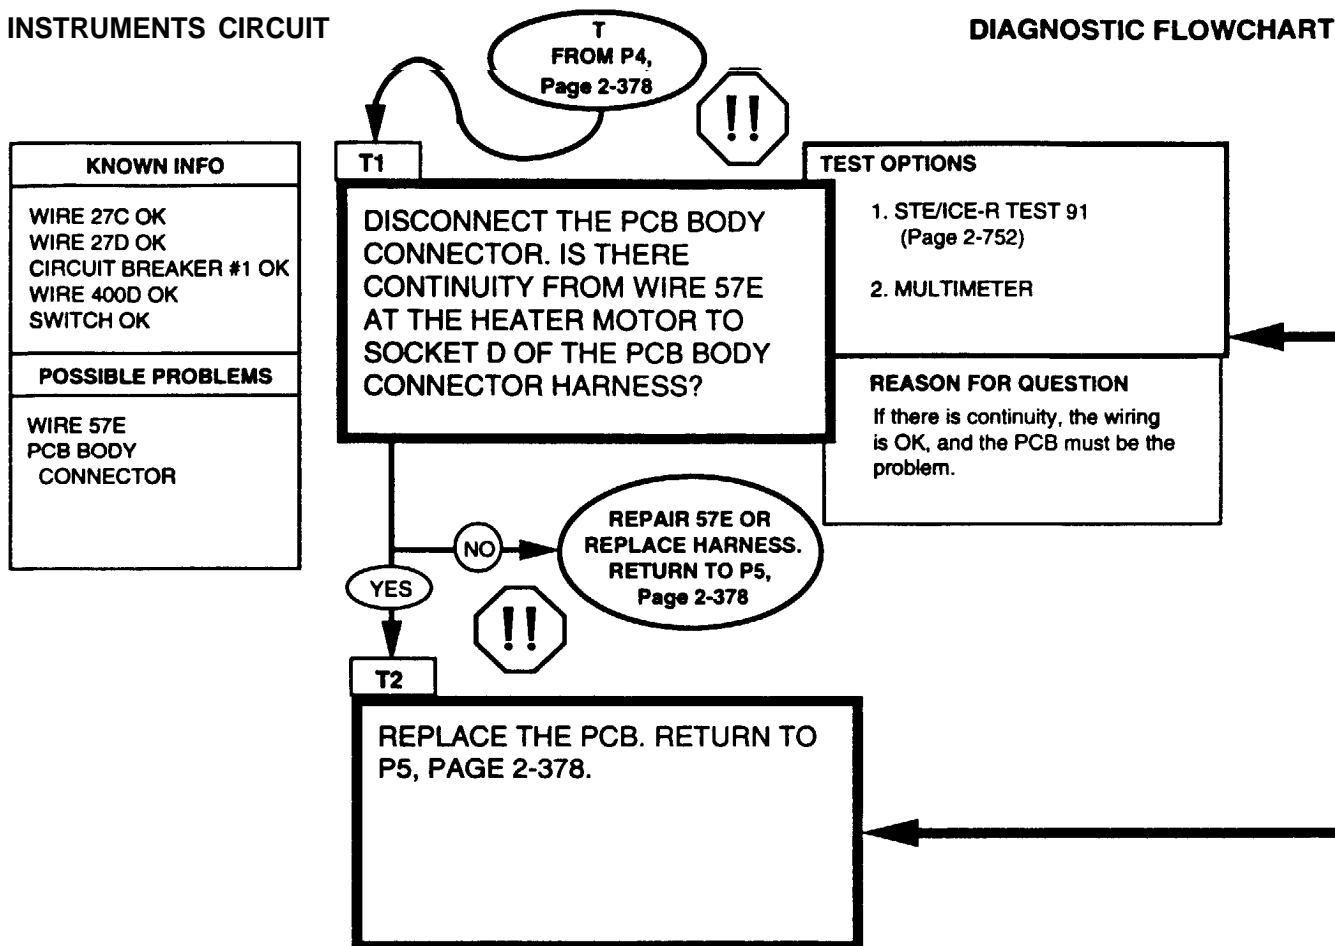 INSTRUMENTS CIRCUIT
DIAGNOSTIC FLOWCHART
T
FROM P4,
Page 2-378
!!
KNOWN INFO
WIRE 27C OK
WIRE 27D OK
CIRCUIT BREAKER #1 OK
WIRE 400D OK
SWITCH OK
POSSIBLE PROBLEMS
WIRE 57E
PCB BODY
CONNECTOR
T1
DISCONNECT THE PCB BODY
CONNECTOR. IS THERE
CONTINUITY FROM WIRE 57E
AT THE HEATER MOTOR TO
SOCKET D OF THE PCB BODY
CONNECTOR HARNESS?
TEST OPTIONS
1. STE/ICE-R TEST 91
(Page 2-752)
2. MULTIMETER
REASON FOR QUESTION
If there is continuity, the wiring
is OK, and the PCB must be the
problem.
NO
REPAIR 57E OR
REPLACE HARNESS.
RETURN TO P5,
Page 2-378
YES
!!
T2
REPLACE THE PCB. RETURN TO
P5, PAGE 2-378.